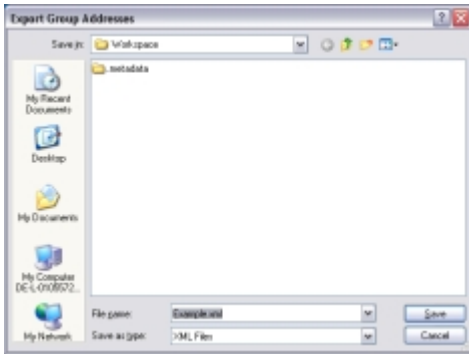 Export Group Addresses
Save in:
Workspace
.metadata
My Recent
Documents
Desktop
My Documents
My Computer
File name:
Example.xml
Save
Save as type:
XML Files
Cancel
My Network